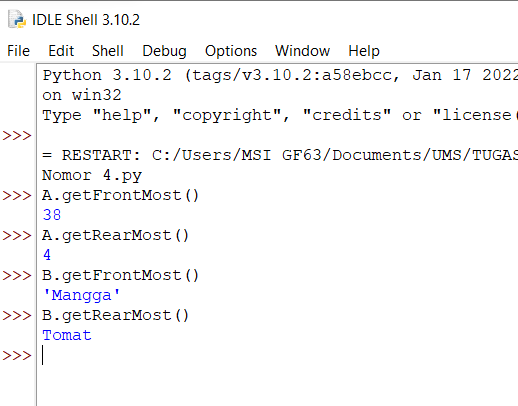 IDLE Shell 3.10.2
File Edit Shell Debug Options Window Help
Python 3.10.2 (tags/v3.10.2:a58ebcc, Jan 17 2022
on win32
Type "help", "copyright", "credits" or "license(
>>>
= RESTART: C:/Users/MSI GF63/Documents/UMS/TUGAS
Nomor 4.py
>>> A.getFrontMost()
38
>>> A.getRearMost()
4
>>> B.getFrontMost()
'Mangga'
>>> B.getRearMost()
Tomat
>>>